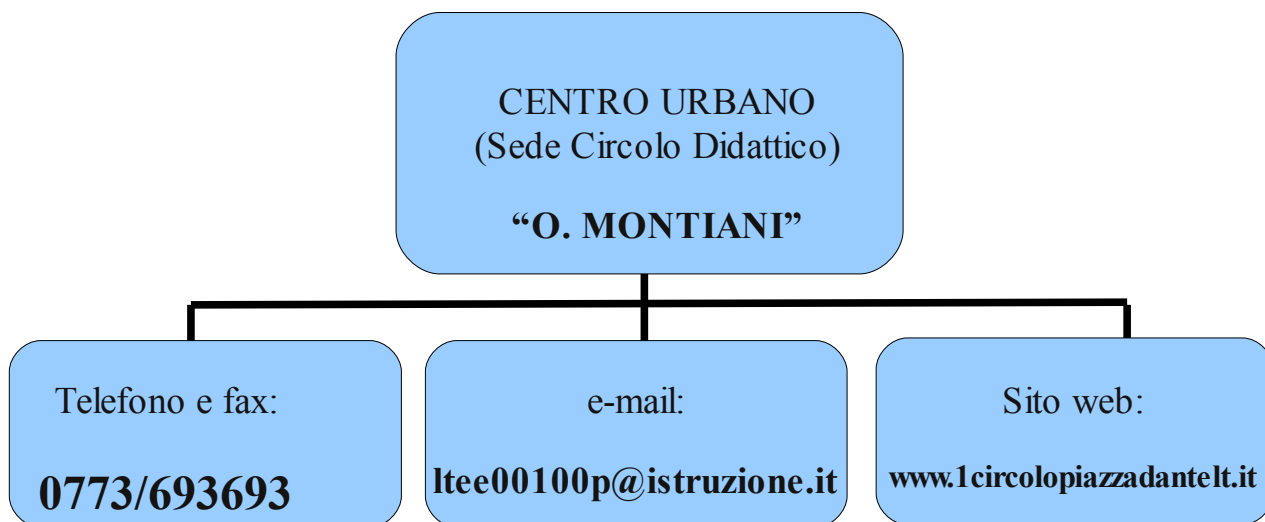 CENTRO URBANO
(Sede Circolo Didattico)
“O. MONTIANI”
Telefono e fax:
0773/693693
e-mail:
ltee00100p@istruzione.it
Sito web:
www.1circolopiazzadantelt.it